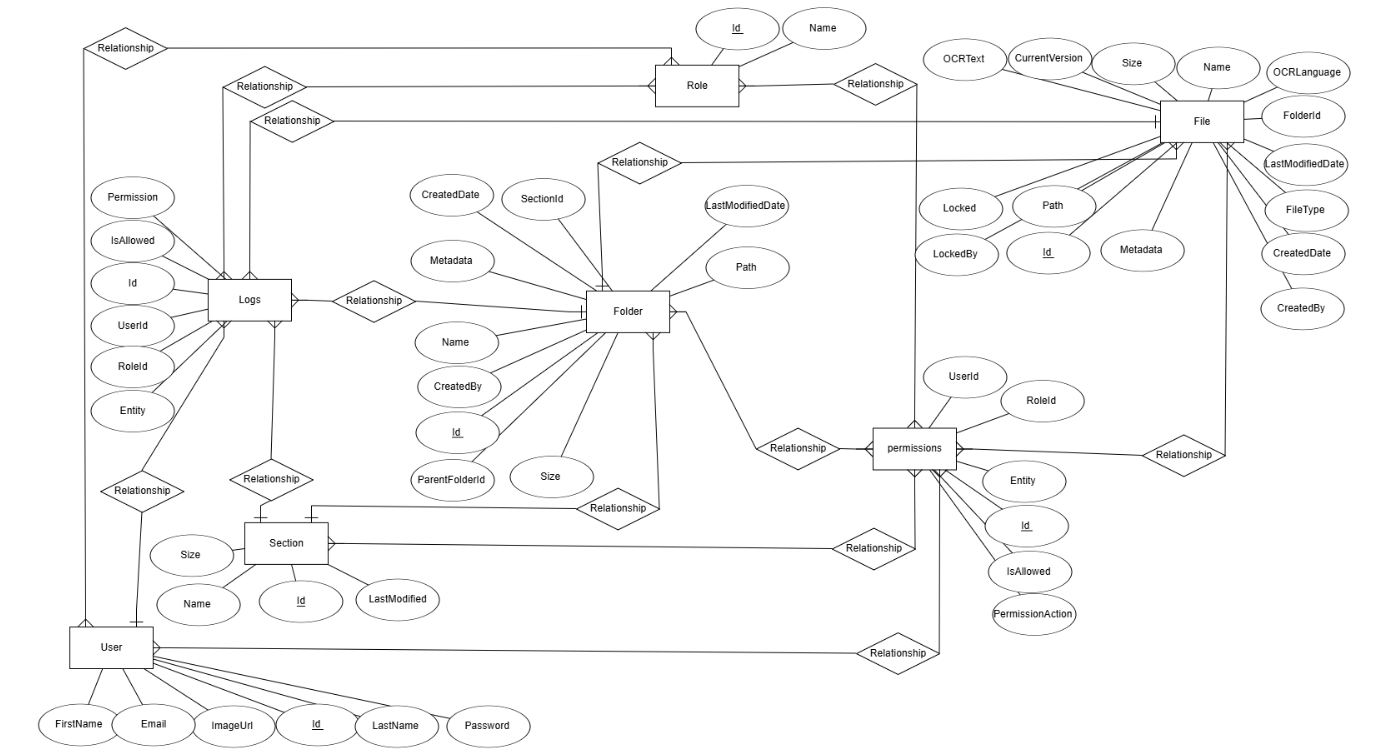 Id
Name
Relationship
OCRText
CurrentVersion
Size
Name
OCRLanguage
Relationship
Role
Relationship
FolderId
Relationship
File
Relationship
LastModifiedDate
Permission
CreatedDate
SectionId
LastModifiedDate
Locked
Path
FileType
IsAllowed
Metadata
Path
LockedBy
Id
Metadata
CreatedDate
Id
Logs
Relationship
Folder
CreatedBy
UserId
Name
RoleId
CreatedBy
UserId
RoleId
Entity
Id
Relationship
permissions
Relationship
ParentFolderId
Size
Entity
Relationship
Relationship
Relationship
Id
Section
Relationship
Size
IsAllowed
Name
Id
LastModified
PermissionAction
User
Relationship
FirstName
Email
ImageUrl
Id
LastName
Password